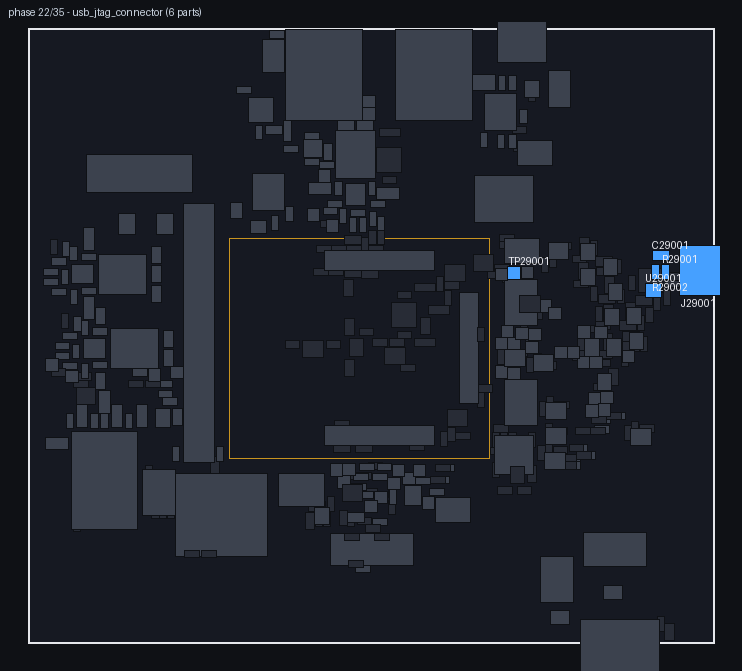 phase 22/35 - usb_jtag_connector (6 parts)
C29001
R29001
TP29001
U29001
R29002
J29001